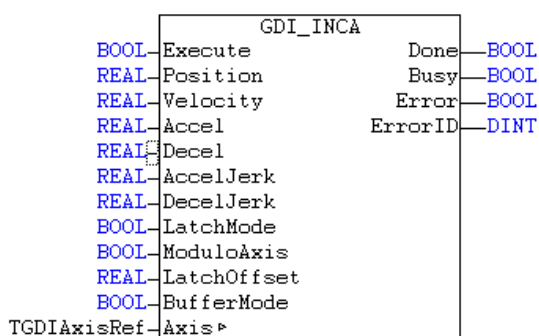 GDI_INCA
BOOL Execute Done BOOL
REAL Position Busy BOOL
REAL Velocity Error BOOL
REAL Accel ErrorID DINT
REAL Decel
REAL AccelJerk
REAL DecelJerk
BOOL LatchMode
BOOL ModuloAxis
REAL LatchOffset
BOOL BufferMode
TGDIAxisRef Axis